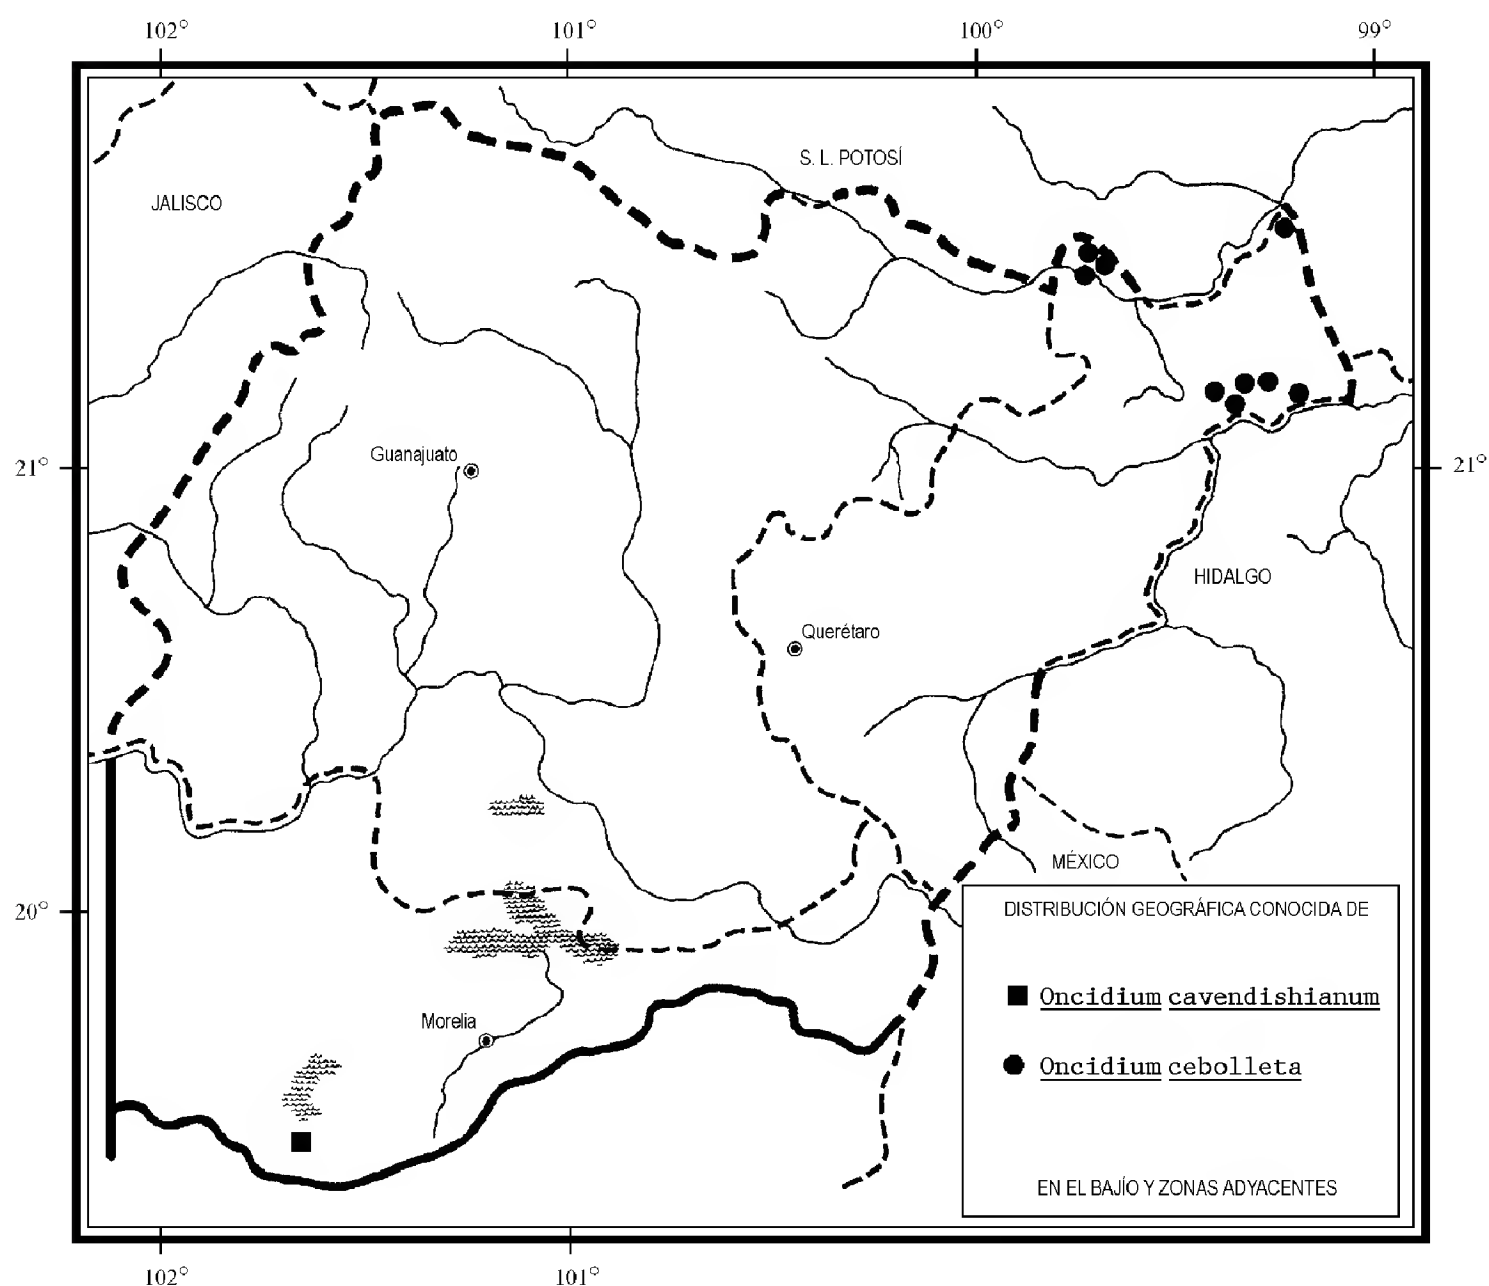 102° 101° 100° 99°
S. L. POTOSÍ
JALISCO
Guanajuato
21° 21°
HIDALGO
Querétaro
MÉXICO
20°
DISTRIBUCIÓN GEOGRÁFICA CONOCIDA DE
Oncidium cavendishianum
Morelia
Oncidium cebolleta
EN EL BAJÍO Y ZONAS ADYACENTES
102° 101°